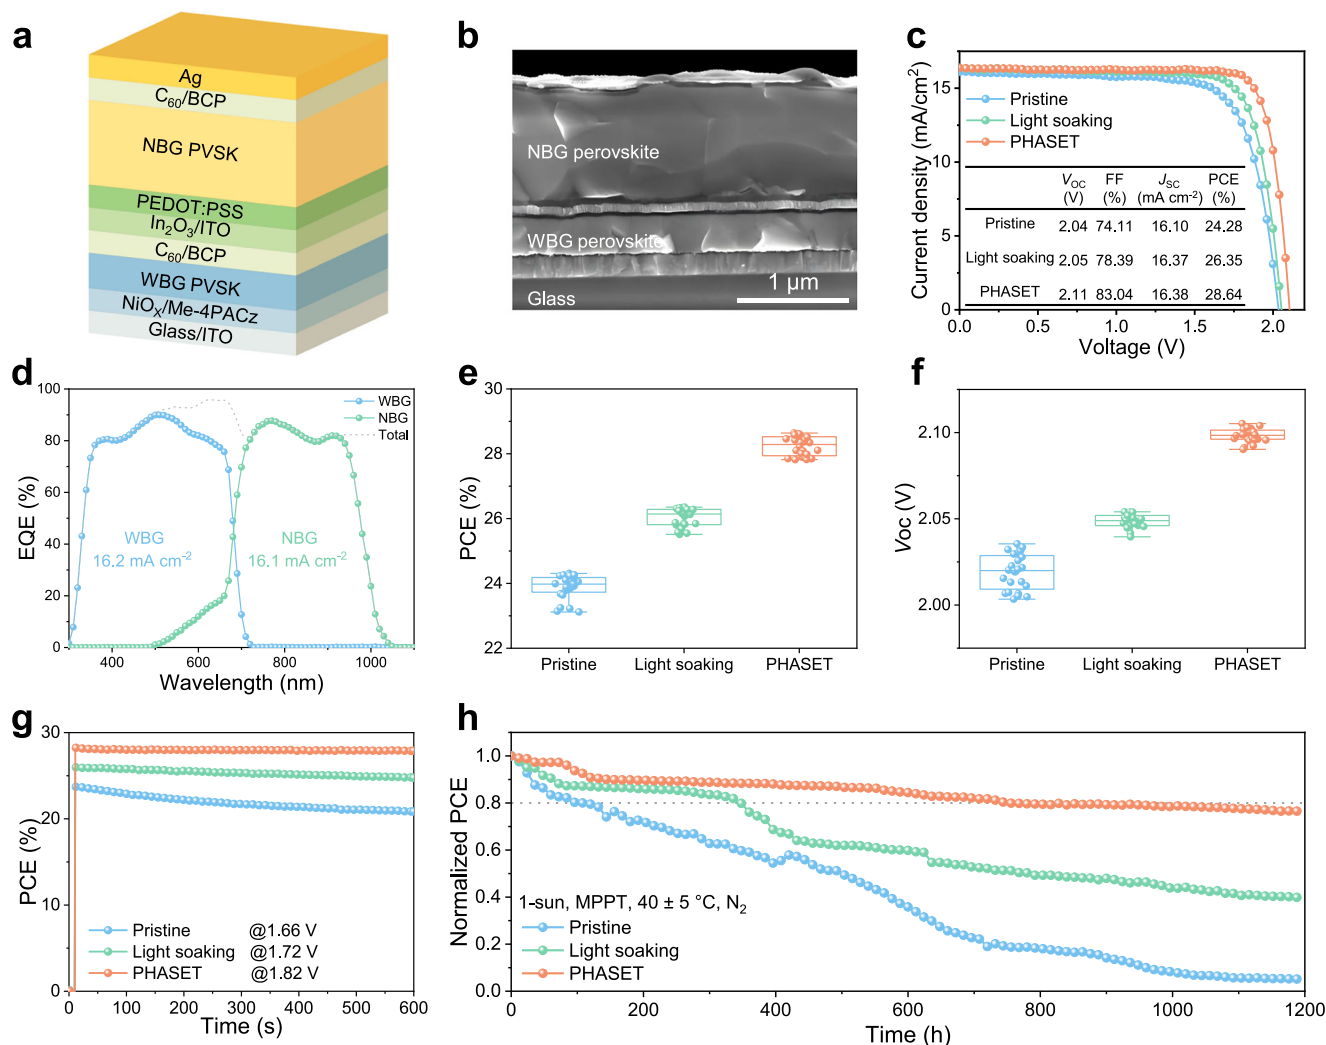 a
Ag
C60/BCP
NBG PVSK
PEDOT:PSS
In2O3/ITO
C60/BCP
WBG PVSK
NiOX/Me-4PACz
Glass/ITO
b
NBG perovskite
WBG perovskite
Glass
1 μm
c
Current density (mA/cm2)
15
10
5
0
Pristine
Light soaking
PHASET
VOC (V) FF (%) JSC (mA cm-2) PCE (%)
Pristine 2.04 74.11 16.10 24.28
Light soaking 2.05 78.39 16.37 26.35
PHASET 2.11 83.04 16.38 28.64
0.0 0.5 1.0 1.5 2.0
Voltage (V)
d
EQE (%)
100
80
60
40
20
0
WBG
NBG
Total
WBG
16.2 mA cm-2
NBG
16.1 mA cm-2
400 600 800 1000
Wavelength (nm)
e
PCE (%)
30
28
26
24
22
Pristine Light soaking PHASET
f
Voc (V)
2.10
2.05
2.00
Pristine Light soaking PHASET
g
PCE (%)
30
20
10
0
Pristine @1.66 V
Light soaking @1.72 V
PHASET @1.82 V
0 100 200 300 400 500 600
Time (s)
h
Normalized PCE
1.0
0.8
0.6
0.4
0.2
0.0
1-sun, MPPT, 40 ± 5 °C, N2
Pristine
Light soaking
PHASET
0 200 400 600 800 1000 1200
Time (h)